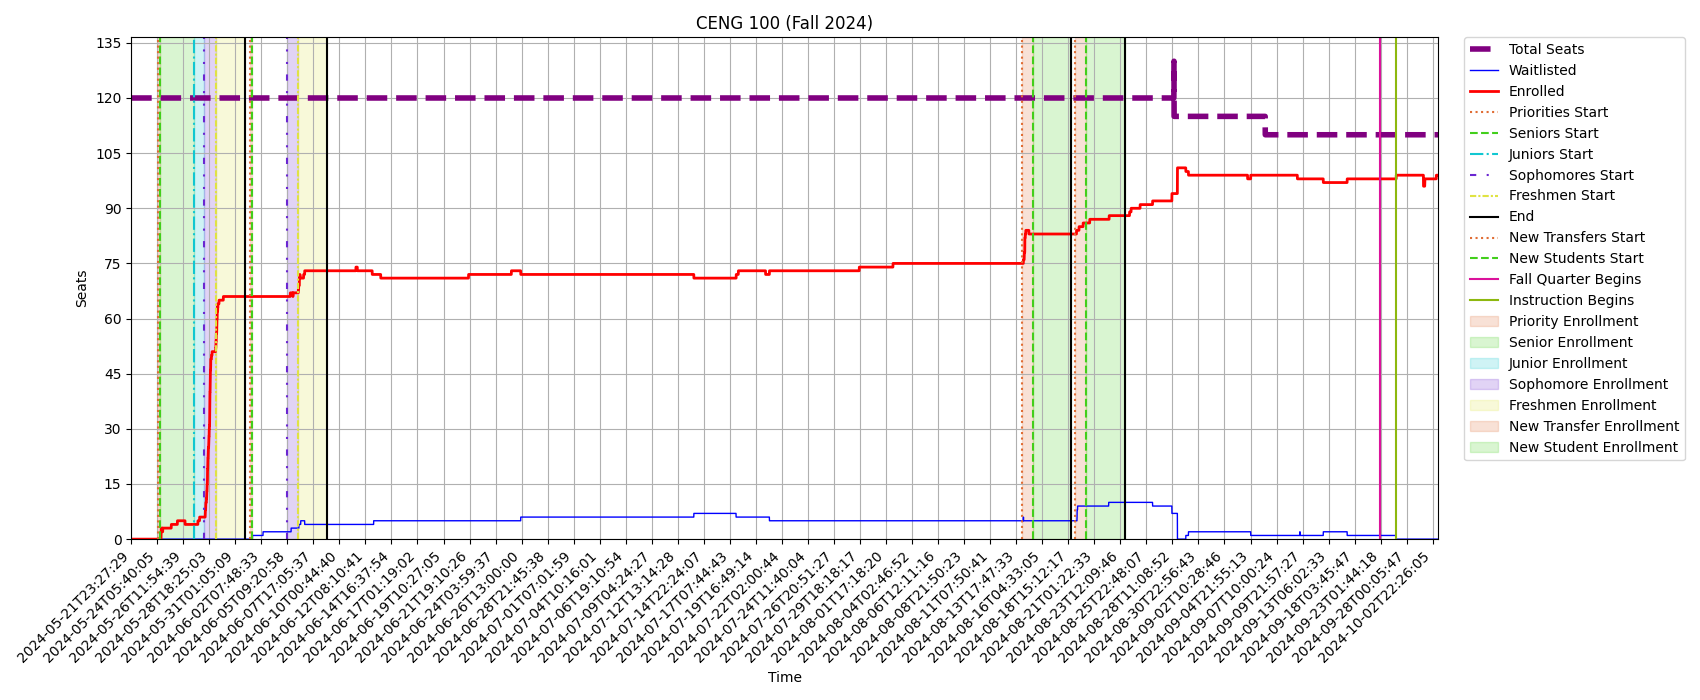 CENG 100 (Fall 2024)
Seats
135
120
105
90
75
60
45
30
15
0
2024-05-21T23:27:29
2024-05-24T05:40:05
2024-05-26T11:54:39
2024-05-28T18:25:03
2024-05-31T01:05:09
2024-06-02T07:48:33
2024-06-05T09:20:58
2024-06-07T17:05:37
2024-06-10T00:44:40
2024-06-12T08:10:41
2024-06-14T16:37:54
2024-06-17T01:19:02
2024-06-19T10:27:05
2024-06-21T19:10:26
2024-06-24T03:59:37
2024-06-26T13:00:00
2024-06-28T21:45:38
2024-07-01T07:01:59
2024-07-04T10:16:01
2024-07-06T19:10:54
2024-07-09T04:24:27
2024-07-12T13:14:28
2024-07-14T22:24:07
2024-07-17T07:44:43
2024-07-19T16:49:14
2024-07-22T02:00:44
2024-07-24T11:40:04
2024-07-26T20:51:27
2024-07-29T18:18:17
2024-08-01T17:18:20
2024-08-04T02:46:52
2024-08-06T12:11:16
2024-08-08T21:50:23
2024-08-11T07:50:41
2024-08-13T17:47:33
2024-08-16T04:33:05
2024-08-18T15:12:17
2024-08-21T01:22:33
2024-08-23T12:09:46
2024-08-25T22:48:07
2024-08-28T11:08:52
2024-08-30T22:56:43
2024-09-02T10:28:46
2024-09-04T21:55:13
2024-09-07T10:00:24
2024-09-09T21:57:27
2024-09-13T06:02:33
2024-09-18T03:45:47
2024-09-23T01:44:18
2024-09-28T00:05:47
2024-10-02T22:26:05
Time
Total Seats
Waitlisted
Enrolled
Priorities Start
Seniors Start
Juniors Start
Sophomores Start
Freshmen Start
End
New Transfers Start
New Students Start
Fall Quarter Begins
Instruction Begins
Priority Enrollment
Senior Enrollment
Junior Enrollment
Sophomore Enrollment
Freshmen Enrollment
New Transfer Enrollment
New Student Enrollment